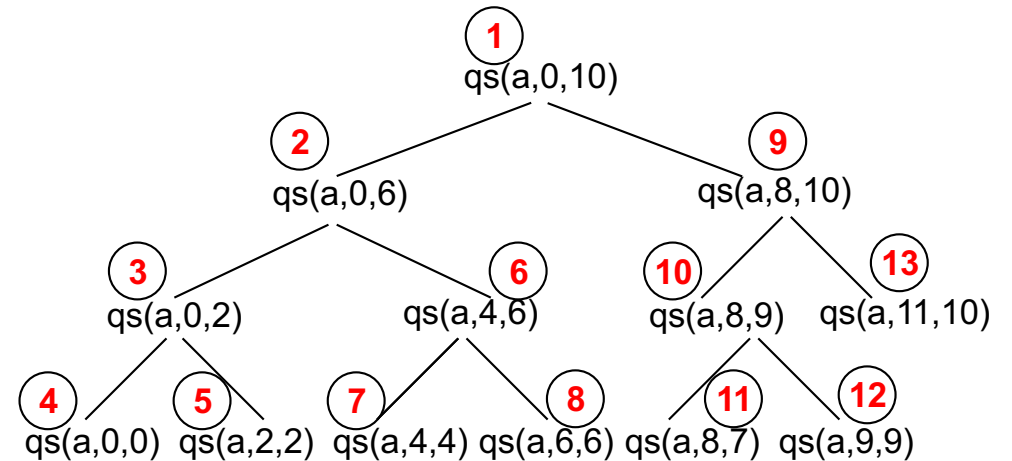 1
qs(a,0,10)
2
9
qs(a,0,6)
qs(a,8,10)
3
6
10
13
qs(a,0,2)
qs(a,4,6)
qs(a,8,9)
qs(a,11,10)
4
5
7
8
11
12
qs(a,0,0)
qs(a,2,2)
qs(a,4,4)
qs(a,6,6)
qs(a,8,7)
qs(a,9,9)